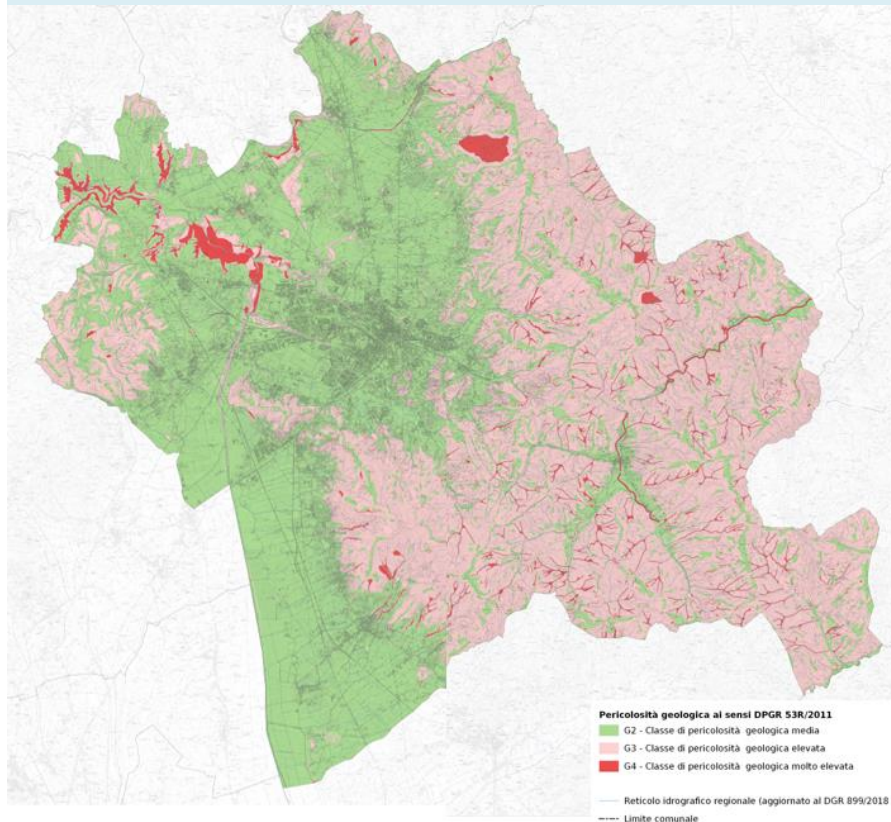 Pericolosità geologica ai sensi DPGR 53R/2011
G2 - Classe di pericolosità geologica media
G3 - Classe di pericolosità geologica elevata
G4 - Classe di pericolosità geologica molto elevata
Reticolo idrografico regionale (aggiornato al DGR 899/2018
Limite comunale